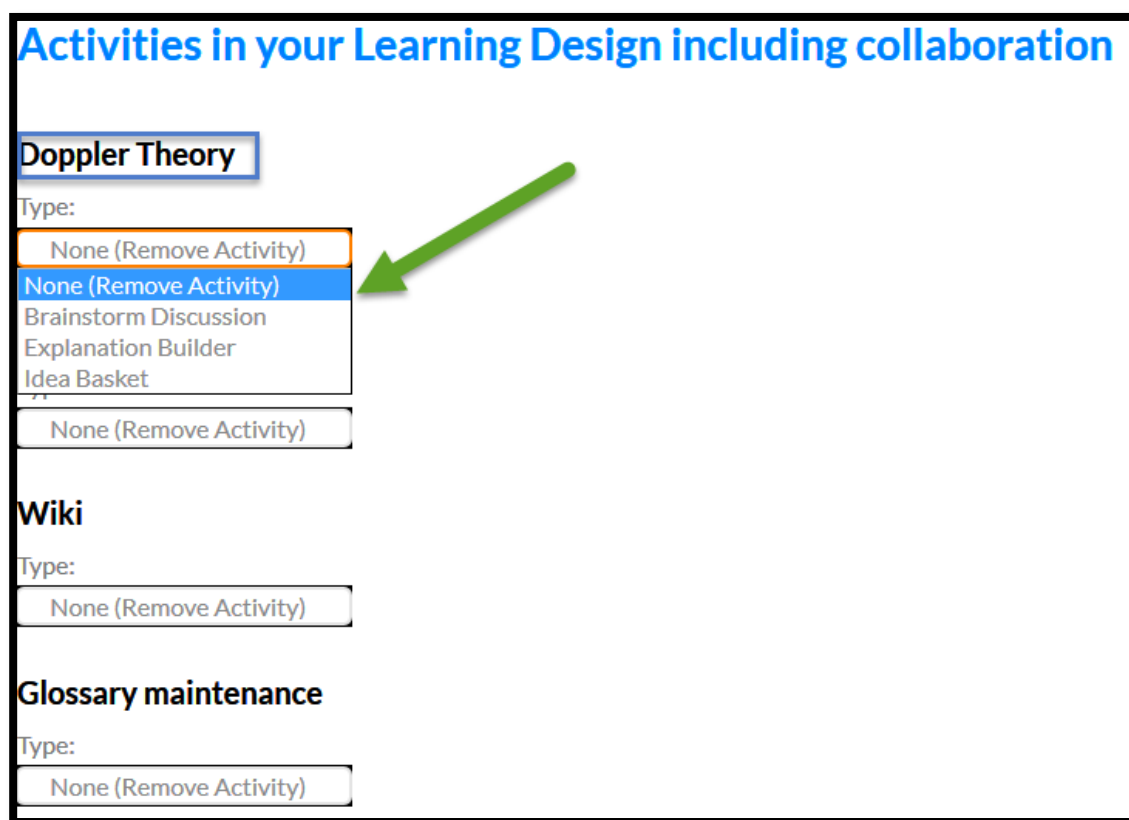 Activities in your Learning Design including collaboration
Doppler Theory
Type:
None (Remove Activity)
None (Remove Activity)
Brainstorm Discussion
Explanation Builder
Idea Basket
None (Remove Activity)
Wiki
Type:
None (Remove Activity)
Glossary maintenance
Type:
None (Remove Activity)